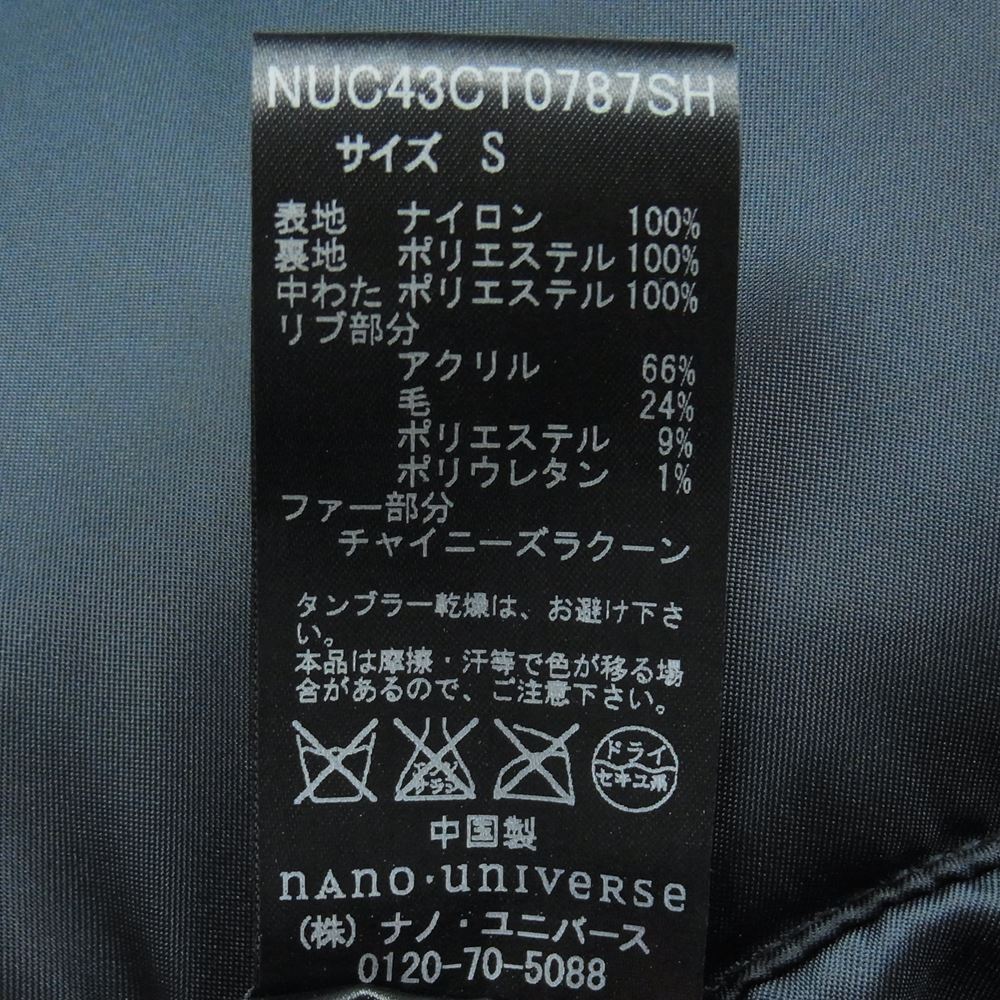 NUC43CT0787SH
サイズ S
表地 ナイロン 100%
裏地 ポリエステル 100%
中わた ポリエステル 100%
リブ部分
アクリル 66%
毛 24%
ポリエステル 9%
ポリウレタン 1%
ファー部分
チャイニーズラクーン
タンブラー乾燥は、お避け下さ
い。
本品は摩擦・汗等で色が移る場
合があるので、ご注意下さい。
エンソ
サラシ
ドライ
セキユ系
中国製
nano・universe
(株) ナノ・ユニバース
0120-70-5088